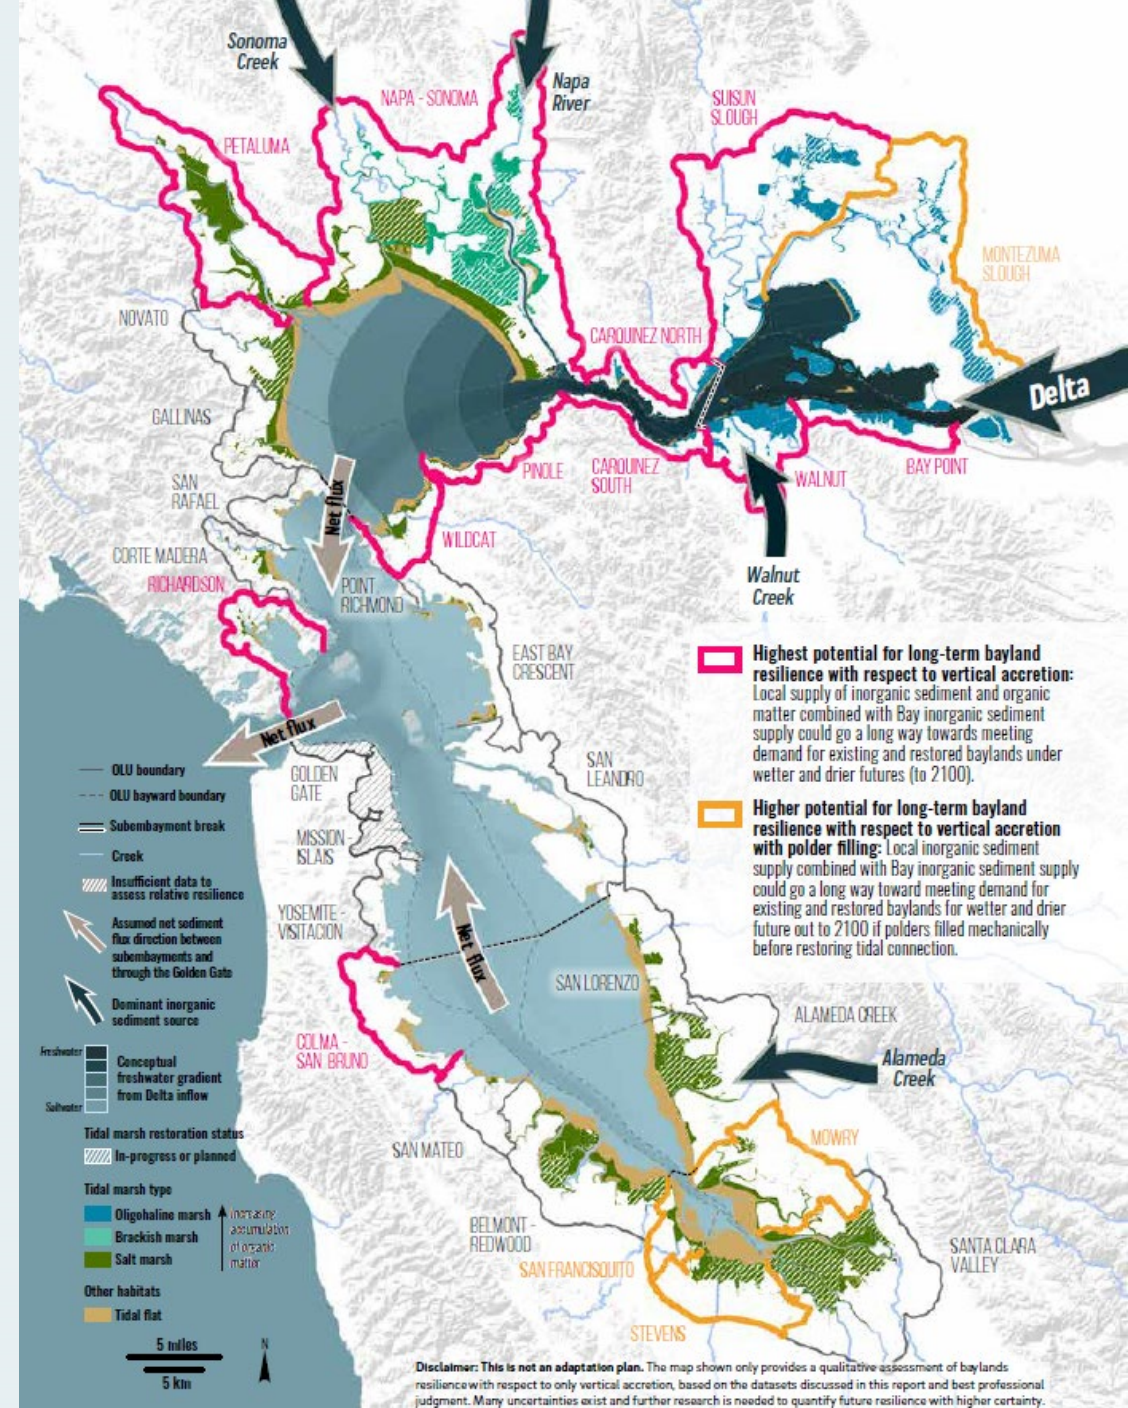 Sonoma
Creek
Napa
River
NAPA - SONOMA
SUISUN
SLOUGH
PETALUMA
MONTEZUMA
SLOUGH
NOVATO
CARQUINEZ NORTH
Delta
GALLINAS
PINOLE
CARQUINEZ
SOUTH
WALNUT
BAY POINT
SAN
RAFAEL
Net flux
WILDCAT
CORTE MADERA
RICHARDSON
POINT
RICHMOND
Walnut
Creek
EAST BAY
CRESCENT
Highest potential for long-term bayland
resilience with respect to vertical accretion:
Local supply of inorganic sediment and organic
matter combined with Bay inorganic sediment
supply could go a long way towards meeting
demand for existing and restored baylands under
wetter and drier futures (to 2100).
Net flux
GOLDEN
GATE
SAN
LEANDRO
Higher potential for long-term bayland
resilience with respect to vertical accretion
with polder filling: Local inorganic sediment
supply combined with Bay inorganic sediment supply
could go a long way toward meeting demand for
existing and restored baylands for wetter and drier
future out to 2100 if polders filled mechanically
before restoring tidal connection.
MISSION -
ISLAIS
YOSEMITE -
VISITACION
Net flux
SAN LORENZO
ALAMEDA CREEK
COLMA -
SAN BRUNO
Alameda
Creek
SAN MATEO
MOWRY
BELMONT -
REDWOOD
SAN FRANCISQUITO
SANTA CLARA
VALLEY
STEVENS
OLU boundary
OLU bayward boundary
Subembayment break
Creek
Insufficient data to
assess relative resilience
Assumed net sediment
flux direction between
subembayments and
through the Golden Gate
Dominant inorganic
sediment source
Freshwater
Conceptual
freshwater gradient
from Delta inflow
Saltwater
Tidal marsh restoration status
In-progress or planned
Tidal marsh type
Oligohaline marsh
Brackish marsh
Salt marsh
Increasing
accumulation
of organic
matter
Other habitats
Tidal flat
5 miles
5 km
N
Disclaimer: This is not an adaptation plan. The map shown only provides a qualitative assessment of baylands
resilience with respect to only vertical accretion, based on the datasets discussed in this report and best professional
judgment. Many uncertainties exist and further research is needed to quantify future resilience with higher certainty.